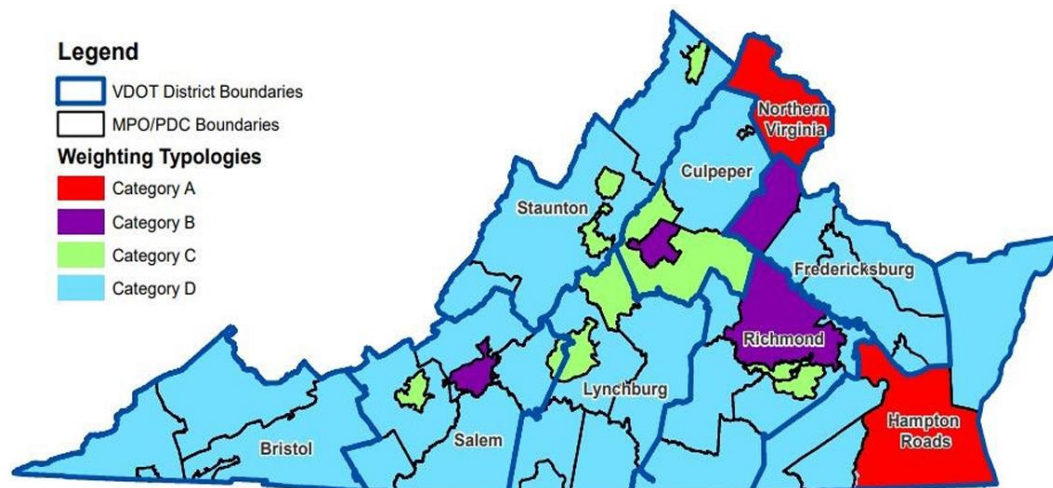 Legend
VDOT District Boundaries
MPO/PDC Boundaries
Weighting Typologies
Category A
Category B
Category C
Category D
Northern
Virginia
Culpeper
Staunton
Fredericksburg
Richmond
Lynchburg
Hampton
Roads
Salem
Bristol